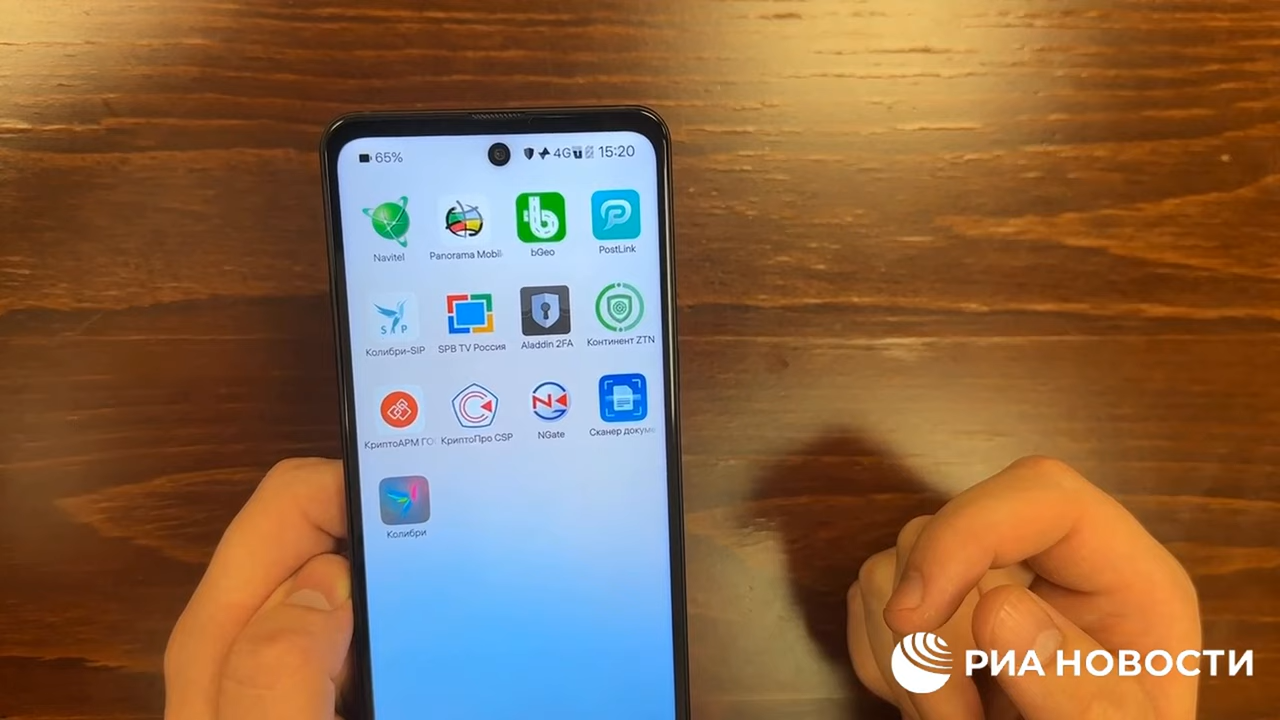 65% 4G 15:20
Navitel Panorama Mobil bGeo PostLink
S P
Колибри-SIP SPB TV Россия Aladdin 2FA Континент ZTN
КриптоАРМ ГО КриптоПро CSP NGate Сканер докуме
Колибри
РИА НОВОСТИ